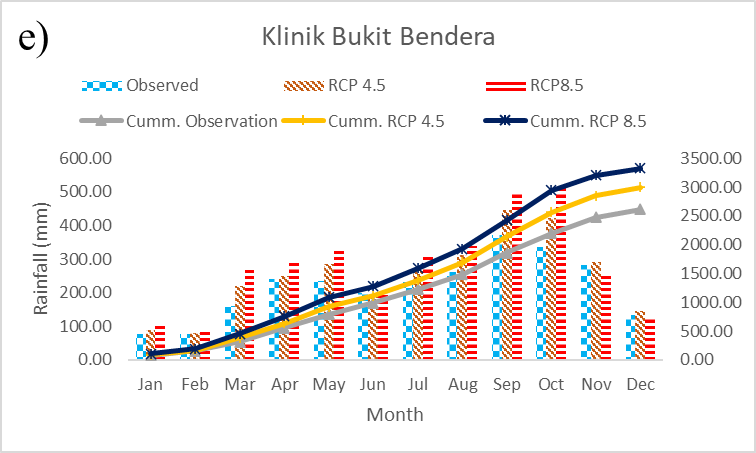 e)
Klinik Bukit Bendera
Observed RCP 4.5 RCP8.5
Cumm. Observation Cumm. RCP 4.5 Cumm. RCP 8.5
Rainfall (mm)
600.00
500.00
400.00
300.00
200.00
100.00
0.00
3500.00
3000.00
2500.00
2000.00
1500.00
1000.00
500.00
0.00
Jan Feb Mar Apr May Jun Jul Aug Sep Oct Nov Dec
Month